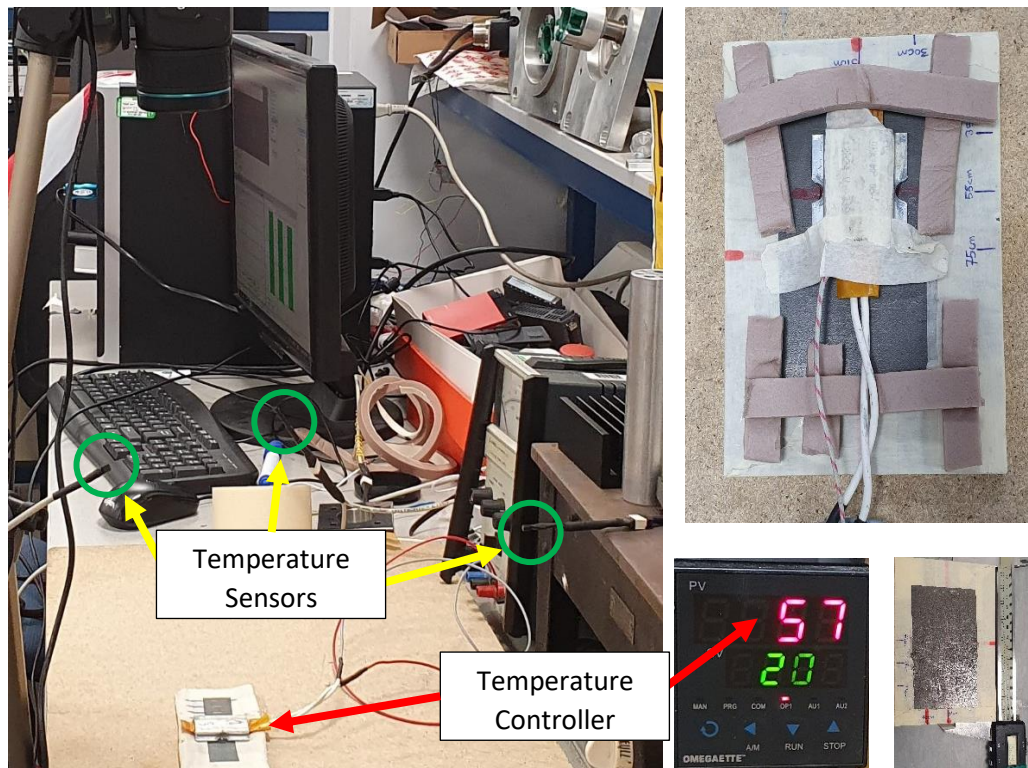 Temperature
Sensors
Temperature
Controller
30cm
55cm
75cm
PV
57
20
MAN PRG COM OP1 AU1 AU2
A/M RUN STOP
OMEGAETTE